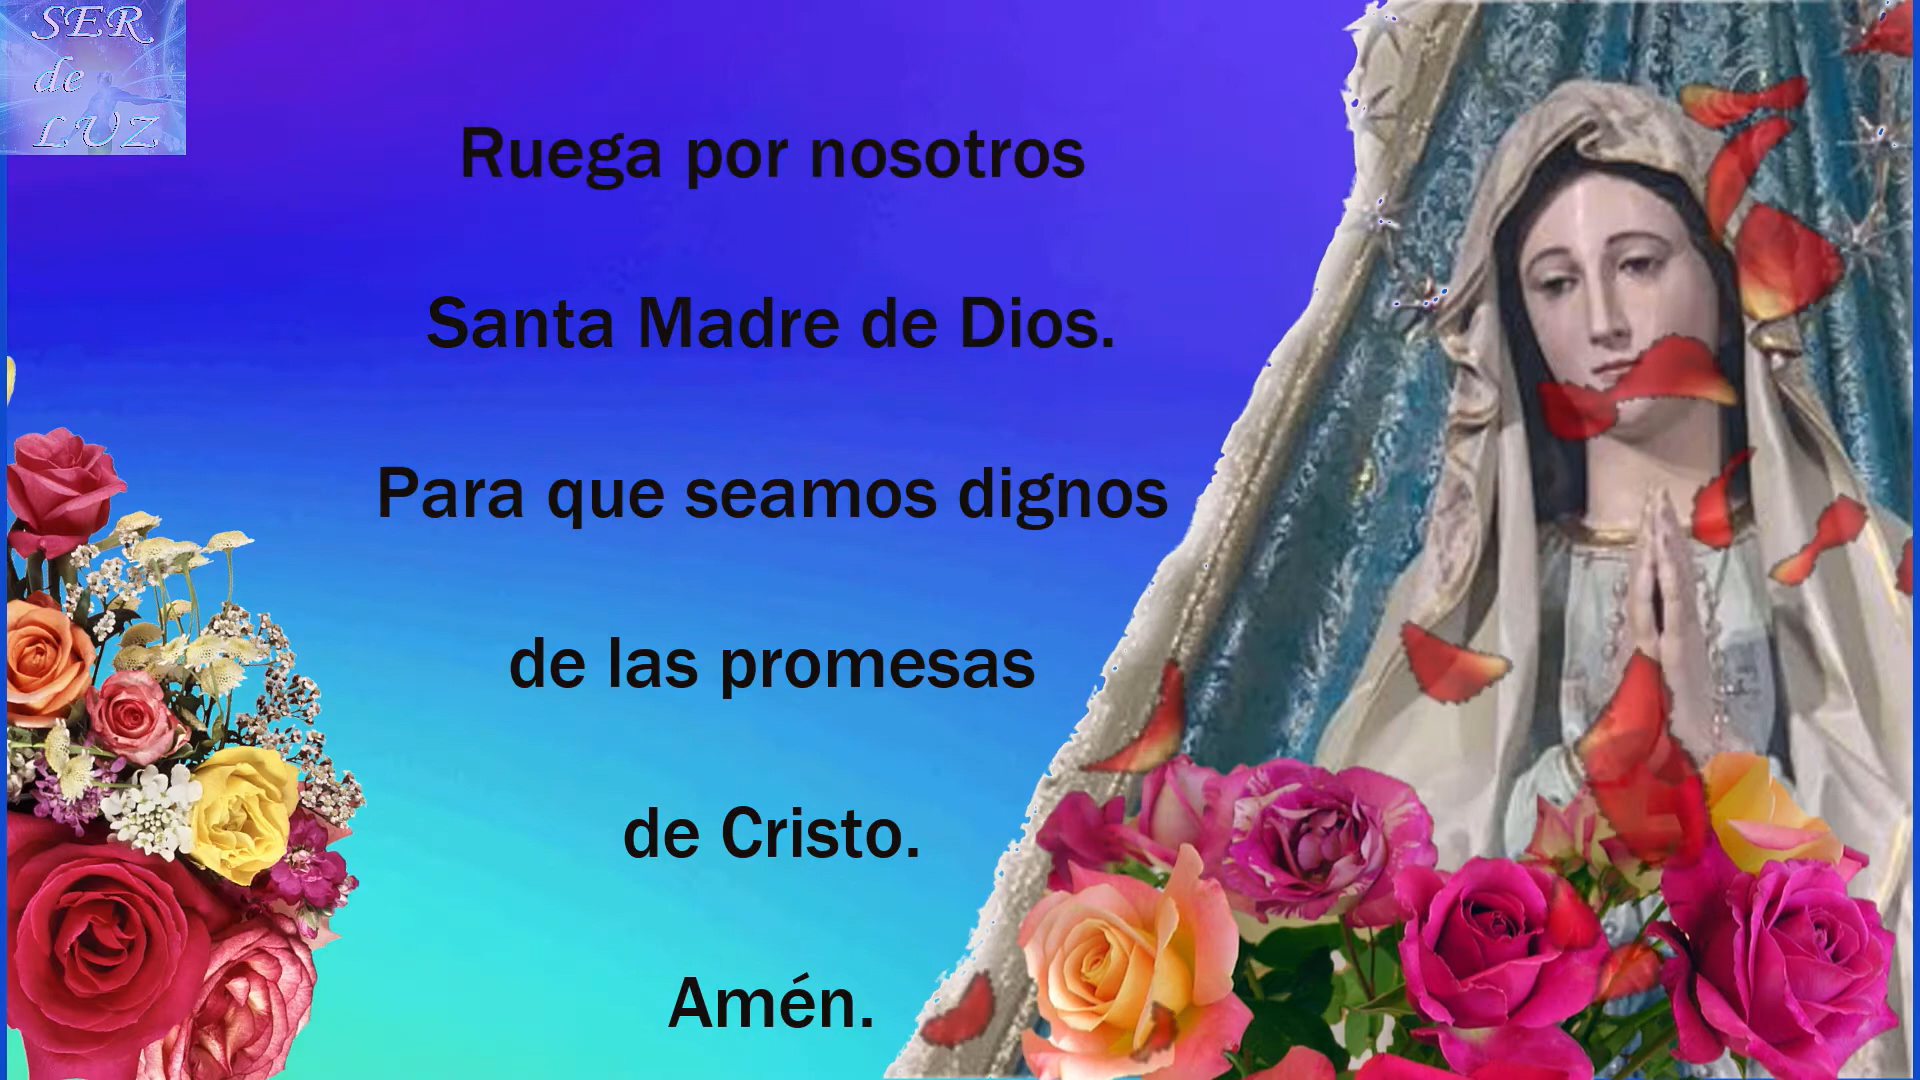 SER
de
LUZ
Ruega por nosotros
Santa Madre de Dios.
Para que seamos dignos
de las promesas
de Cristo.
Amén.